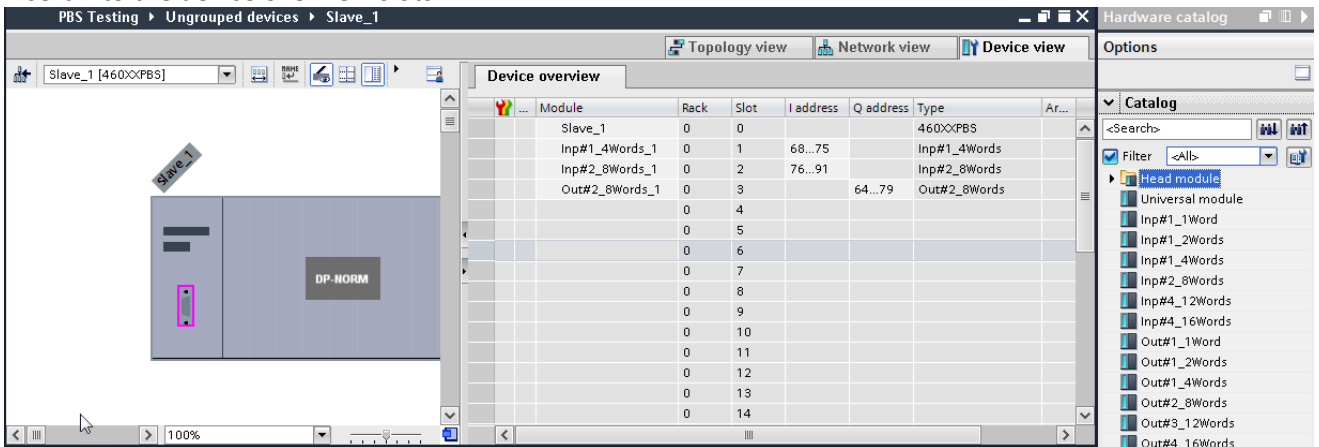 PBS Testing ▸ Ungrouped devices ▸ Slave_1
Hardware catalog
Topology view
Network view
Device view
Options
Slave_1 [460XXPBS]
Device overview
... Module Rack Slot I address Q address Type Ar...
Slave_1 0 0 460XXPBS
Inp#1_4Words_1 0 1 68...75 Inp#1_4Words
Inp#2_8Words_1 0 2 76...91 Inp#2_8Words
Out#2_8Words_1 0 3 64...79 Out#2_8Words
0 4
0 5
0 6
0 7
0 8
0 9
0 10
0 11
0 12
0 13
0 14
Slave_1
DP-NORM
100%
Catalog
<Search>
Filter <All>
Head module
Universal module
Inp#1_1Word
Inp#1_2Words
Inp#1_4Words
Inp#2_8Words
Inp#4_12Words
Inp#4_16Words
Out#1_1Word
Out#1_2Words
Out#1_4Words
Out#2_8Words
Out#3_12Words
Out#4_16Words